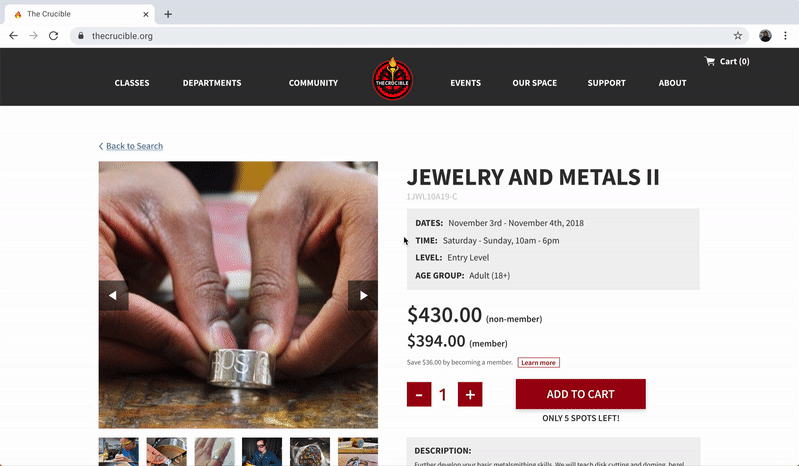 The Crucible
thecrucible.org
Cart (0)
CLASSES DEPARTMENTS COMMUNITY THECRUCIBLE EVENTS OUR SPACE SUPPORT ABOUT
Back to Search
JEWELRY AND METALS II
1JWL10A19-C
DATES: November 3rd - November 4th, 2018
TIME: Saturday - Sunday, 10am - 6pm
LEVEL: Entry Level
AGE GROUP: Adult (18+)
$430.00 (non-member)
$394.00 (member)
Save $36.00 by becoming a member. Learn more
- 1 + ADD TO CART
ONLY 5 SPOTS LEFT!
DESCRIPTION:
Further develop your basic metalsmithing skills. We will teach disk cutting and doming, bezel